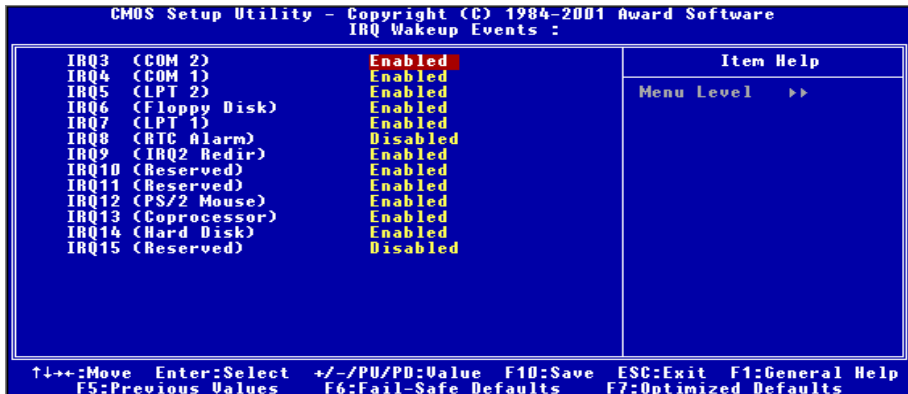 CMOS Setup Utility - Copyright (C) 1984-2001 Award Software
IRQ Wakeup Events :
IRQ3 (COM 2) Enabled
IRQ4 (COM 1) Enabled
IRQ5 (LPT 2) Enabled
IRQ6 (Floppy Disk) Enabled
IRQ7 (LPT 1) Enabled
IRQ8 (RTC Alarm) Disabled
IRQ9 (IRQ2 Redir) Enabled
IRQ10 (Reserved) Enabled
IRQ11 (Reserved) Enabled
IRQ12 (PS/2 Mouse) Enabled
IRQ13 (Coprocessor) Enabled
IRQ14 (Hard Disk) Enabled
IRQ15 (Reserved) Disabled
Item Help
Menu Level ▸▸
↑↓→←:Move Enter:Select +/-/PU/PD:Value F10:Save ESC:Exit F1:General Help
F5:Previous Values F6:Fail-Safe Defaults F7:Optimized Defaults